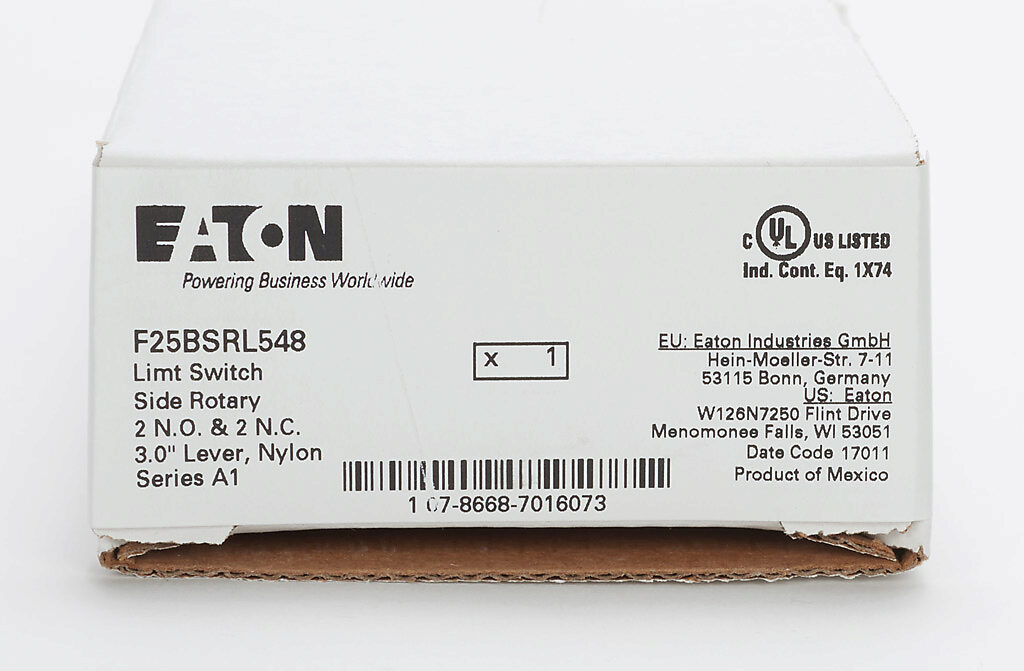 EATON
Powering Business Worldwide
C UL US LISTED
Ind. Cont. Eq. 1X74
F25BSRL548
Limt Switch
Side Rotary
2 N.O. & 2 N.C.
3.0" Lever, Nylon
Series A1
x 1
EU: Eaton Industries GmbH
Hein-Moeller-Str. 7-11
53115 Bonn, Germany
US: Eaton
W126N7250 Flint Drive
Menomonee Falls, WI 53051
Date Code 17011
Product of Mexico
1 07-8668-7016073